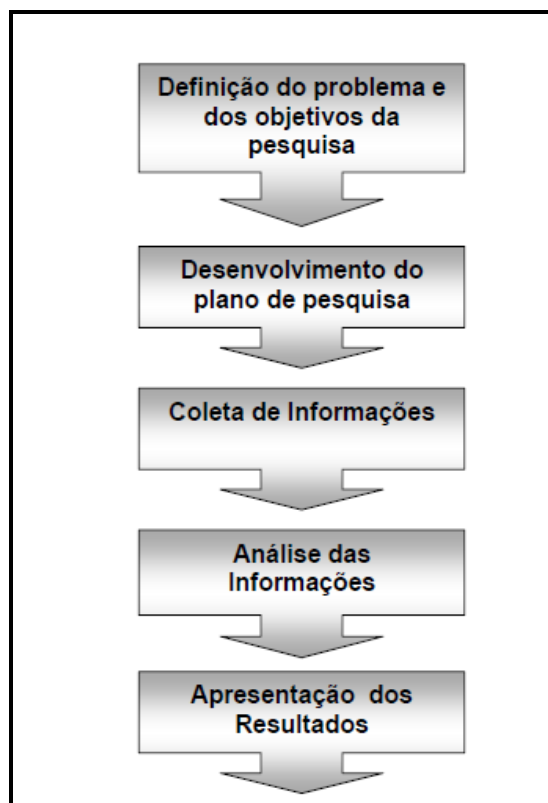 Definição do problema e
dos objetivos da
pesquisa
Desenvolvimento do
plano de pesquisa
Coleta de Informações
Análise das
Informações
Apresentação dos
Resultados